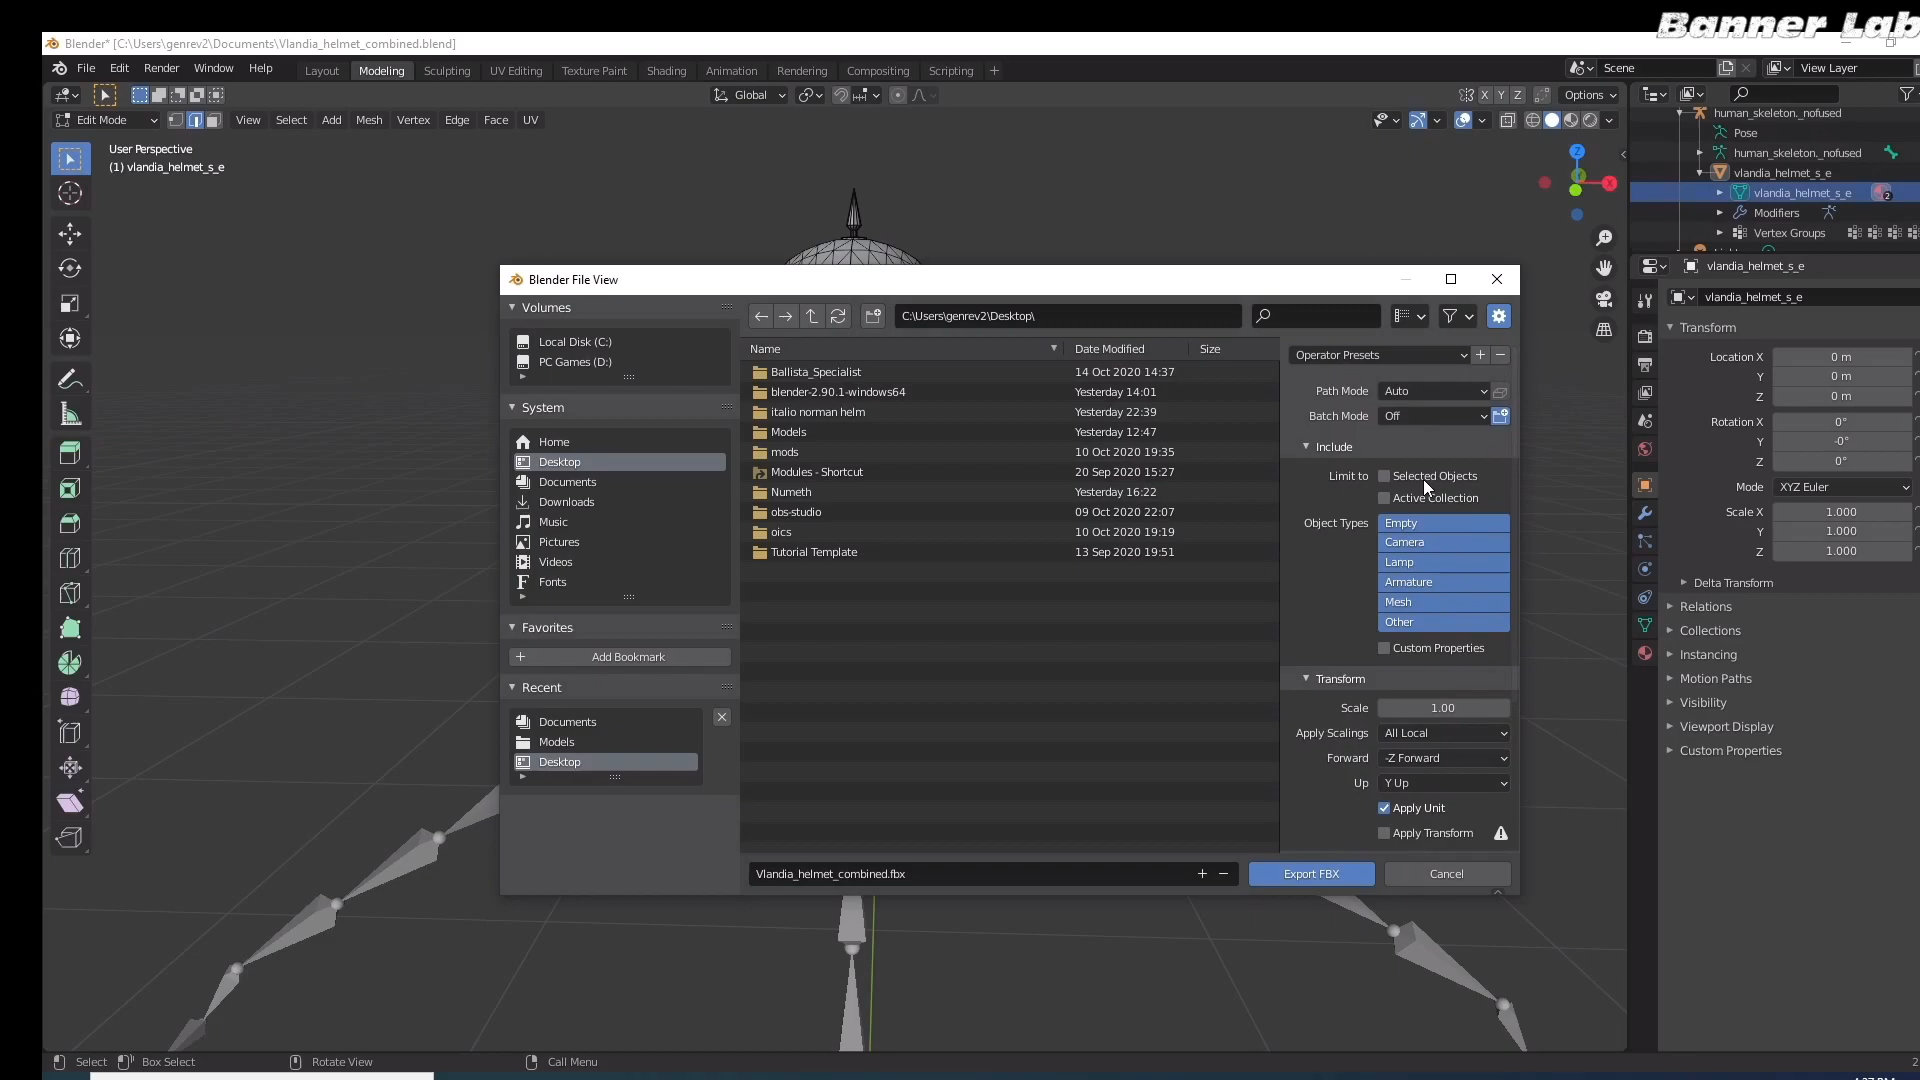 Banner Lab
Blender* [C:\Users\genrev2\Documents\Vlandia_helmet_combined.blend]
File Edit Render Window Help
Layout Modeling Sculpting UV Editing Texture Paint Shading Animation Rendering Compositing Scripting +
Scene
View Layer
Global
X Y Z
Options
Edit Mode
View Select Add Mesh Vertex Edge Face UV
User Perspective
(1) vlandia_helmet_s_e
Z
X
human_skeleton._nofused
Pose
human_skeleton._nofused
vlandia_helmet_s_e
vlandia_helmet_s_e
2
Modifiers
Vertex Groups
vlandia_helmet_s_e
vlandia_helmet_s_e
Transform
Location X 0 m
Y 0 m
Z 0 m
Rotation X 0°
Y -0°
Z 0°
Mode XYZ Euler
Scale X 1.000
Y 1.000
Z 1.000
Delta Transform
Relations
Collections
Instancing
Motion Paths
Visibility
Viewport Display
Custom Properties
Blender File View
Volumes
Local Disk (C:)
PC Games (D:)
System
Home
Desktop
Documents
Downloads
Music
Pictures
Videos
Fonts
Favorites
Add Bookmark
Recent
Documents
Models
Desktop
C:\Users\genrev2\Desktop\
Name Date Modified Size
Ballista_Specialist 14 Oct 2020 14:37
blender-2.90.1-windows64 Yesterday 14:01
italio norman helm Yesterday 22:39
Models Yesterday 12:47
mods 10 Oct 2020 19:35
Modules - Shortcut 20 Sep 2020 15:27
Numeth Yesterday 16:22
obs-studio 09 Oct 2020 22:07
oics 10 Oct 2020 19:19
Tutorial Template 13 Sep 2020 19:51
Operator Presets
Path Mode Auto
Batch Mode Off
Include
Limit to Selected Objects
Active Collection
Object Types Empty
Camera
Lamp
Armature
Mesh
Other
Custom Properties
Transform
Scale 1.00
Apply Scalings All Local
Forward -Z Forward
Up Y Up
Apply Unit
Apply Transform
Vlandia_helmet_combined.fbx
Export FBX
Cancel
Select Box Select Rotate View Call Menu